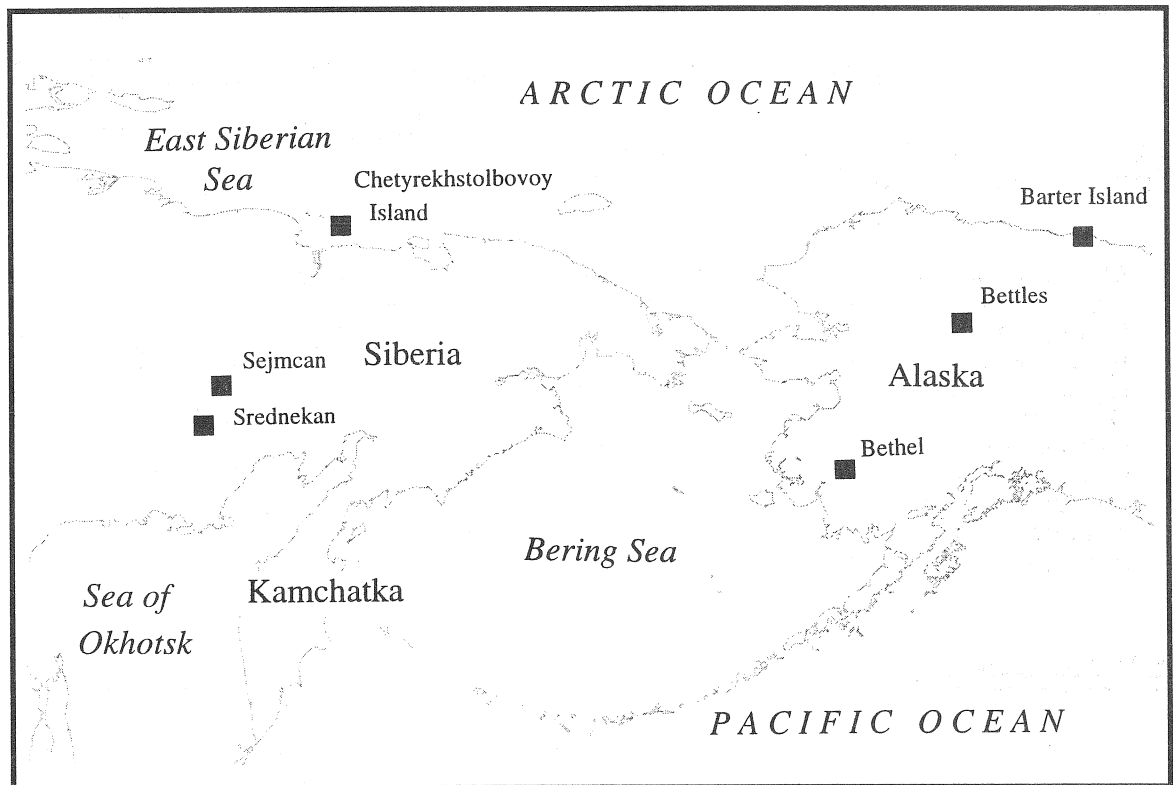 ARCTIC OCEAN
East Siberian
Sea
Chetyrekhstolbovoy
Island
Barter Island
Bettles
Sejmcan
Siberia
Alaska
Srednekan
Bethel
Bering Sea
Kamchatka
Sea of
Okhotsk
PACIFIC OCEAN